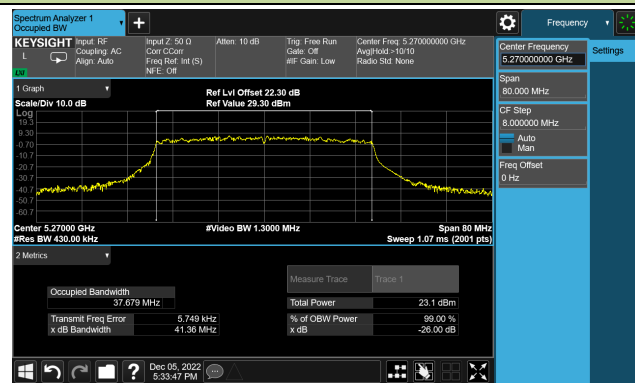 Spectrum Analyzer 1
Occupied BW
+
Frequency
KEYSIGHT
L
Input: RF
Coupling: AC
Align: Auto
Input Z: 50 Ω
Corr CCorr
Freq Ref: Int (S)
NFE: Off
Atten: 10 dB
Trig: Free Run
Gate: Off
#IF Gain: Low
Center Freq: 5.270000000 GHz
Avg|Hold:>10/10
Radio Std: None
Center Frequency
5.270000000 GHz
Settings
Span
80.000 MHz
CF Step
8.000000 MHz
Auto
Man
Freq Offset
0 Hz
1 Graph
Scale/Div 10.0 dB
Ref Lvl Offset 22.30 dB
Ref Value 29.30 dBm
Log
19.3
9.30
-0.70
-10.7
-20.7
-30.7
-40.7
-50.7
-60.7
Center 5.27000 GHz
#Video BW 1.3000 MHz
Span 80 MHz
#Res BW 430.00 kHz
Sweep 1.07 ms (2001 pts)
2 Metrics
Measure Trace
Trace 1
Occupied Bandwidth
37.679 MHz
Total Power
23.1 dBm
Transmit Freq Error
5.749 kHz
% of OBW Power
99.00 %
x dB Bandwidth
41.36 MHz
x dB
-26.00 dB
?
Dec 05, 2022
5:33:47 PM